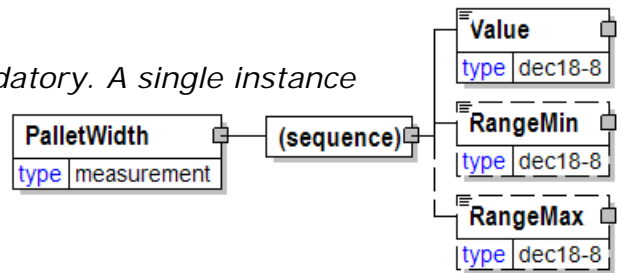 Value
type dec18-8
datory. A single instance
RangeMin
type dec18-8
PalletWidth
type measurement
(sequence)
RangeMax
type dec18-8